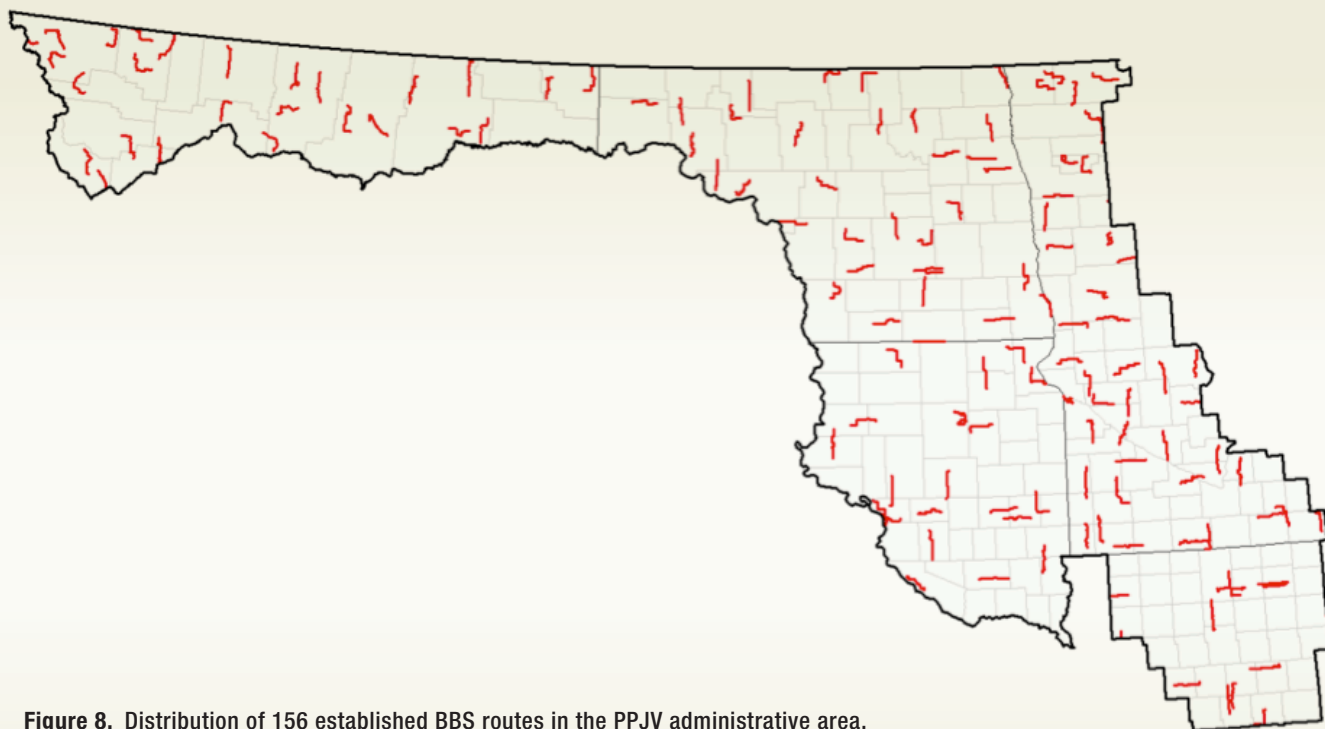 Figure 8. Distribution of 156 established BBS routes in the PPJV administrative area.